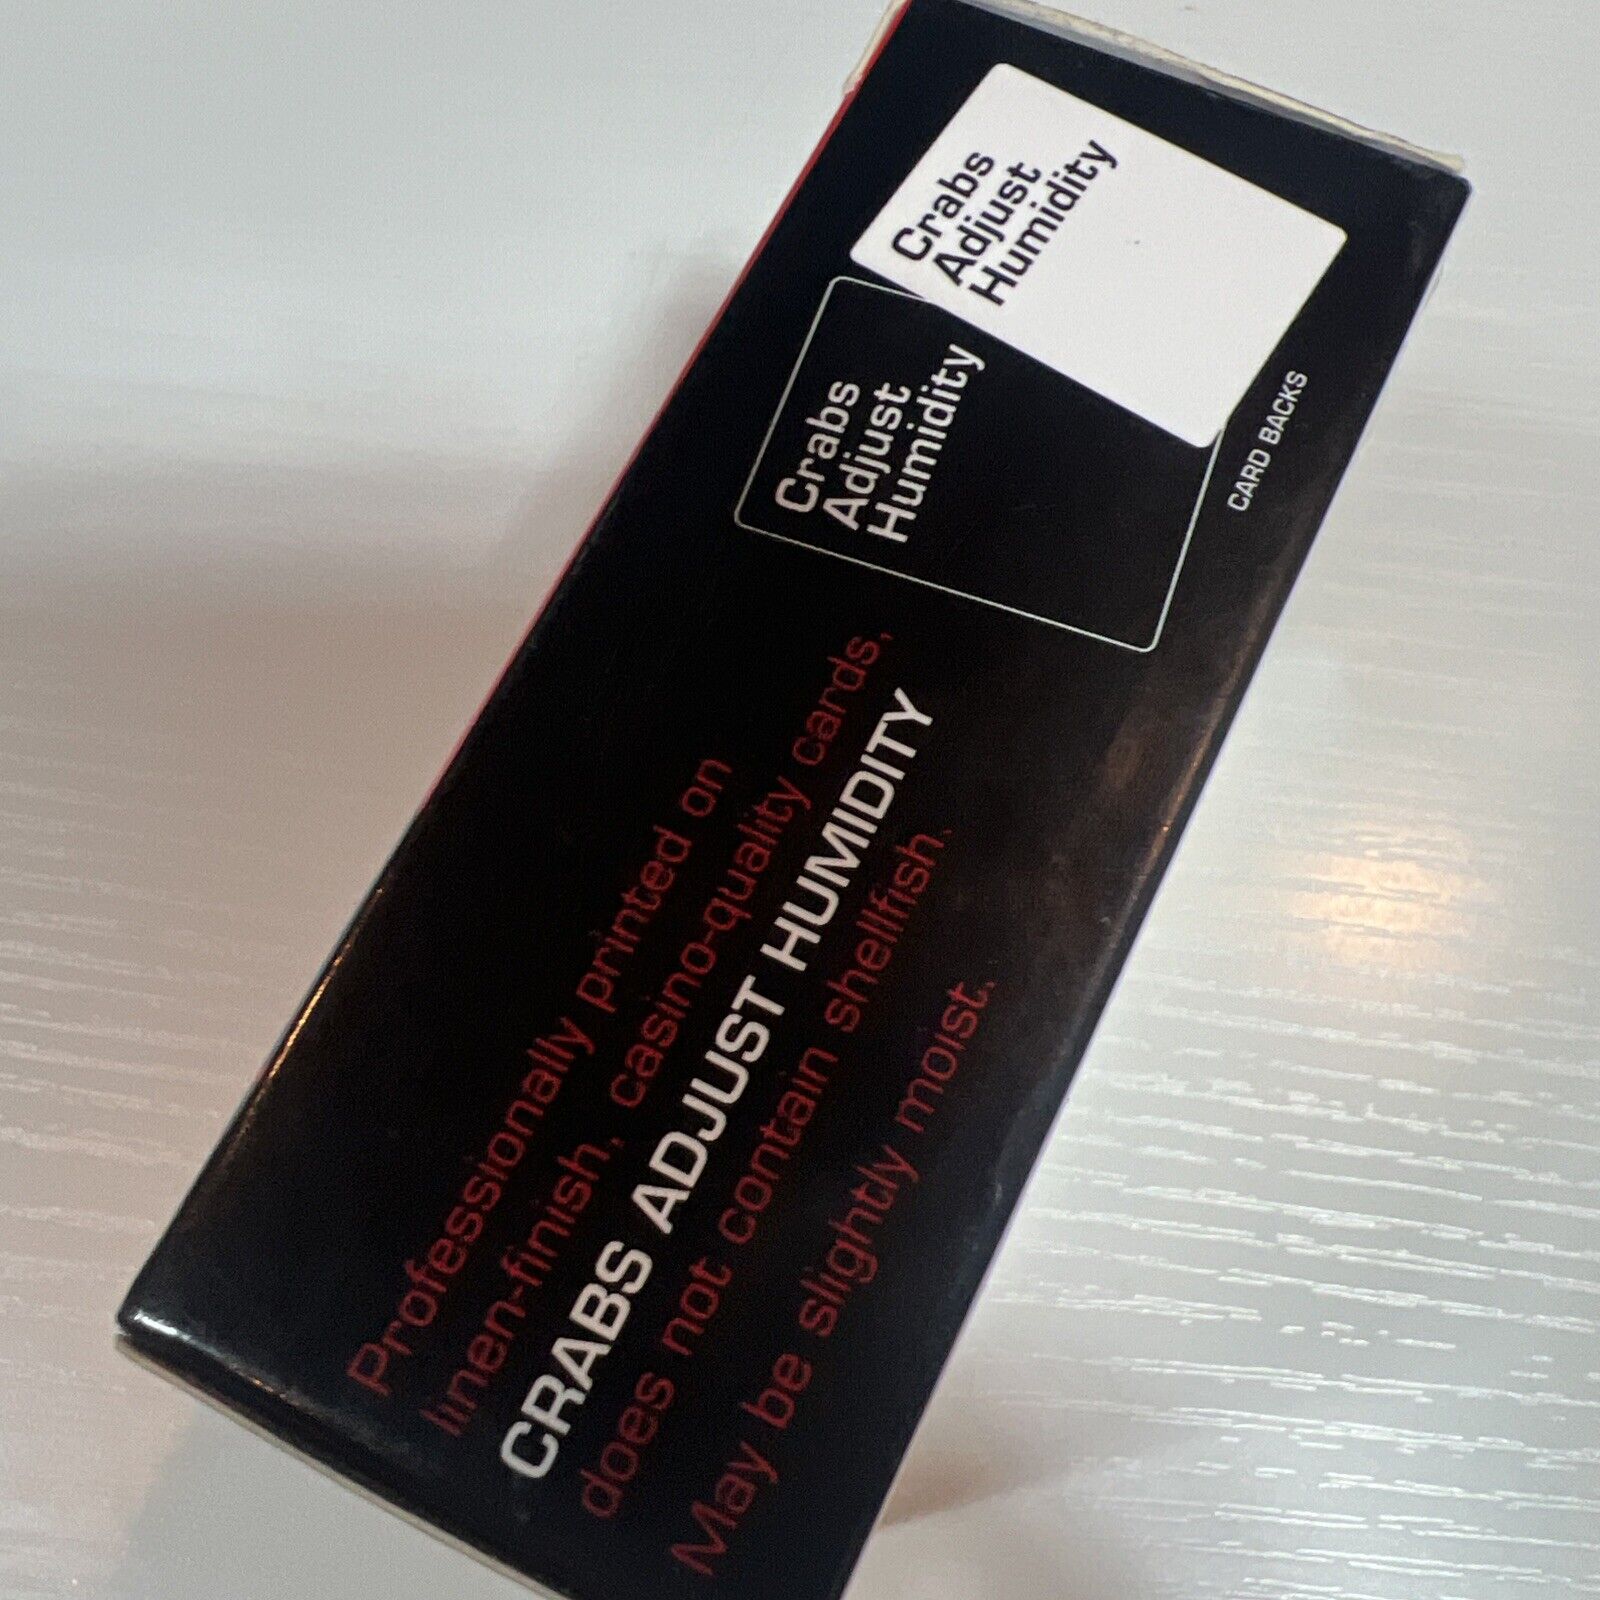 Professionally printed on
linen-finish, casino-quality cards,
CRABS ADJUST HUMIDITY
does not contain shellfish.
May be slightly moist.
Crabs
Adjust
Humidity
Crabs
Adjust
Humidity
CARD BACKS